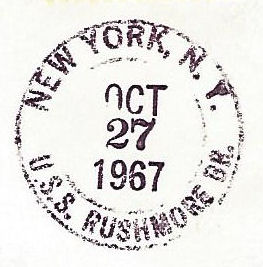 NEW YORK, N. Y.
OCT
27
1967
U.S.S. RUSHMORE BR.